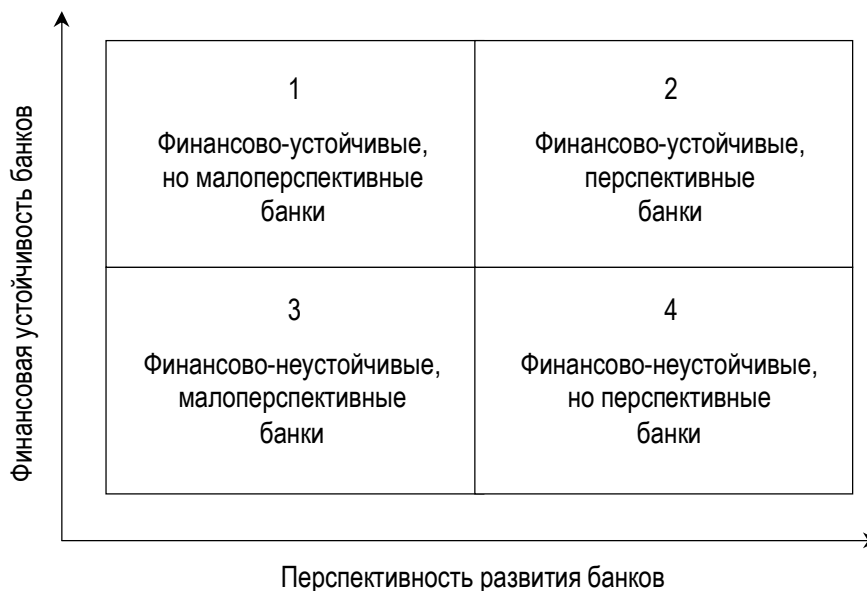 Финансовая устойчивость банков
1
Финансово-устойчивые,
но малоперспективные
банки
2
Финансово-устойчивые,
перспективные
банки
3
Финансово-неустойчивые,
малоперспективные
банки
4
Финансово-неустойчивые,
но перспективные
банки
Перспективность развития банков